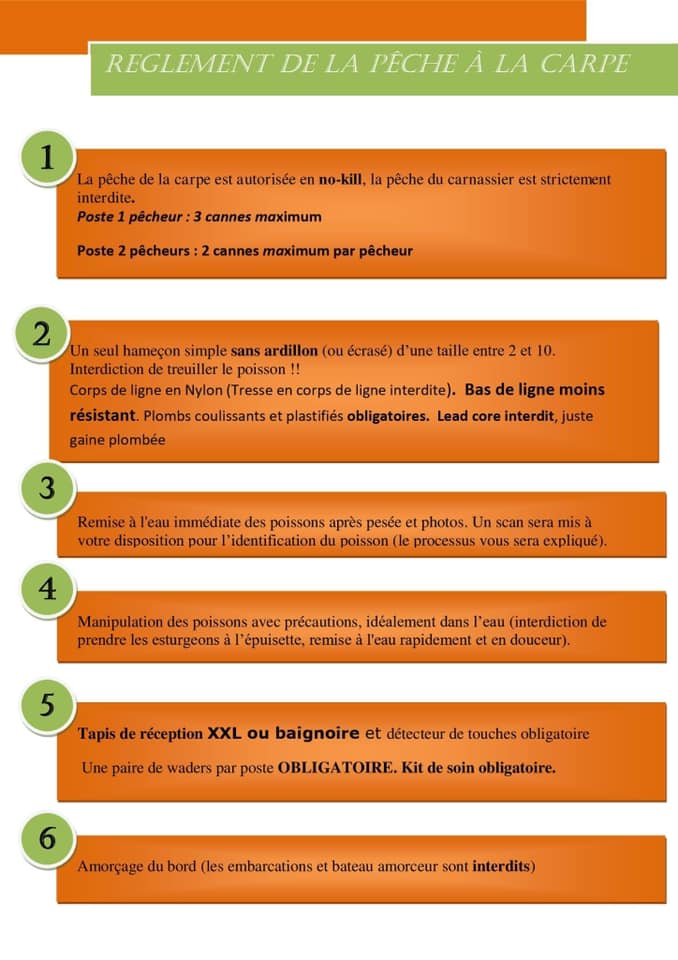 REGLEMENT DE LA PÊCHE À LA CARPE
1
La pêche de la carpe est autorisée en no-kill, la pêche du carnassier est strictement
interdite.
Poste 1 pêcheur : 3 cannes maximum
Poste 2 pêcheurs : 2 cannes maximum par pêcheur
2
Un seul hameçon simple sans ardillon (ou écrasé) d'une taille entre 2 et 10.
Interdiction de treuiller le poisson !!
Corps de ligne en Nylon (Tresse en corps de ligne interdite). Bas de ligne moins
résistant. Plombs coulissants et plastifiés obligatoires. Lead core interdit, juste
gaine plombée
3
Remise à l'eau immédiate des poissons après pesée et photos. Un scan sera mis à
votre disposition pour l'identification du poisson (le processus vous sera expliqué).
4
Manipulation des poissons avec précautions, idéalement dans l'eau (interdiction de
prendre les esturgeons à l'épuisette, remise à l'eau rapidement et en douceur).
5
Tapis de réception XXL ou baignoire et détecteur de touches obligatoire
Une paire de waders par poste OBLIGATOIRE. Kit de soin obligatoire.
6
Amorçage du bord (les embarcations et bateau amorceur sont interdits)